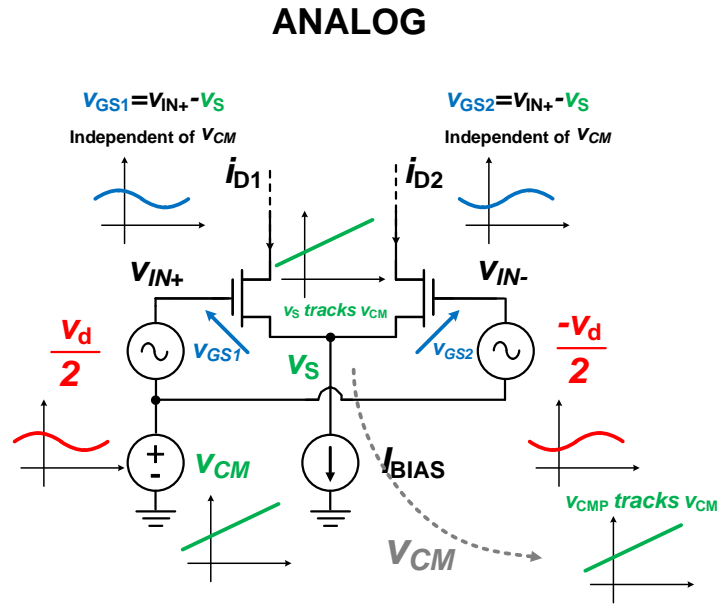 ANALOG
vGS1=vIN+-vS
Independent of vCM
vGS2=vIN+-vS
Independent of vCM
iD1
iD2
vIN+
vIN-
vS tracks vCM
vd
2
vGS1
vS
vGS2
-vd
2
+
-
vCM
IBIAS
vCMP tracks vCM
vCM